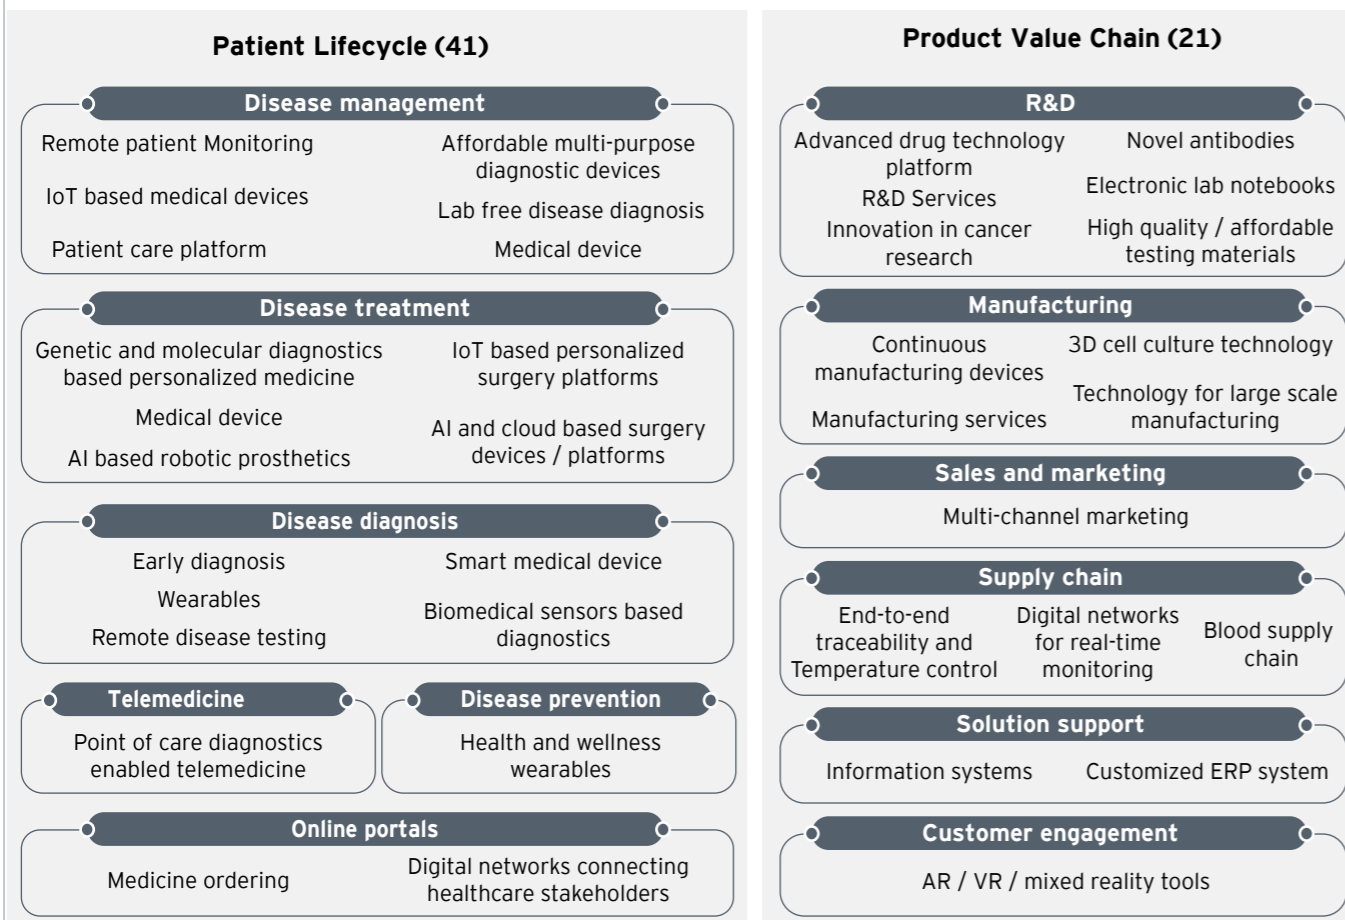 Patient Lifecycle (41)
Disease management
Remote patient Monitoring
IoT based medical devices
Patient care platform
Affordable multi-purpose
diagnostic devices
Lab free disease diagnosis
Medical device
Disease treatment
Genetic and molecular diagnostics
based personalized medicine
Medical device
AI based robotic prosthetics
IoT based personalized
surgery platforms
AI and cloud based surgery
devices / platforms
Disease diagnosis
Early diagnosis
Wearables
Remote disease testing
Smart medical device
Biomedical sensors based
diagnostics
Telemedicine
Point of care diagnostics
enabled telemedicine
Disease prevention
Health and wellness
wearables
Online portals
Medicine ordering
Digital networks connecting
healthcare stakeholders
Product Value Chain (21)
R&D
Advanced drug technology
platform
R&D Services
Innovation in cancer
research
Novel antibodies
Electronic lab notebooks
High quality / affordable
testing materials
Manufacturing
Continuous
manufacturing devices
Manufacturing services
3D cell culture technology
Technology for large scale
manufacturing
Sales and marketing
Multi-channel marketing
Supply chain
End-to-end
traceability and
Temperature control
Digital networks
for real-time
monitoring
Blood supply
chain
Solution support
Information systems
Customized ERP system
Customer engagement
AR / VR / mixed reality tools